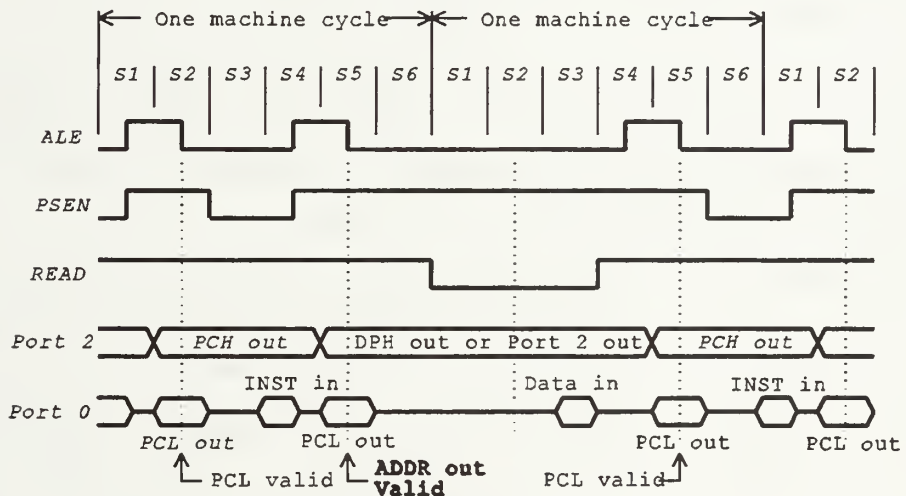 One machine cycle One machine cycle
S1 S2 S3 S4 S5 S6 S1 S2 S3 S4 S5 S6 S1 S2
ALE
PSEN
READ
Port 2 PCH out DPH out or Port 2 out PCH out
INST in Data in INST in
Port 0
PCL out PCL out PCL out PCL out
PCL valid ADDR out PCL valid
Valid